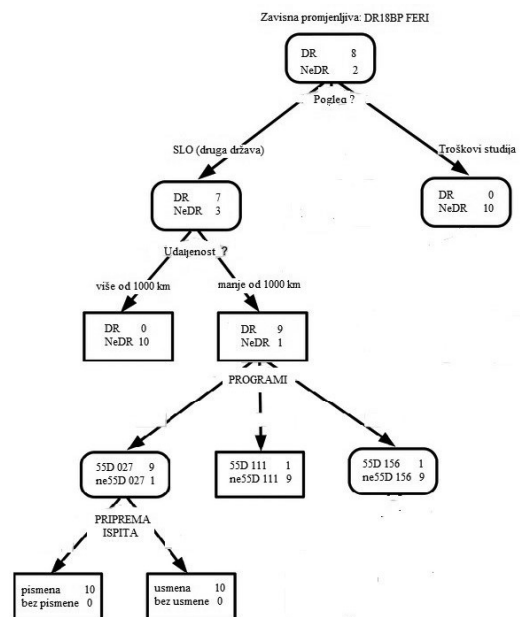 Zavisna promjenljiva: DR18BP FERI
DR 8
NeDR 2
Pogled ?
SLO (druga država)
Troškovi studija
DR 7
NeDR 3
DR 0
NeDR 10
Udaljenost ?
više od 1000 km
manje od 1000 km
DR 0
NeDR 10
DR 9
NeDR 1
PROGRAMI
55D 027 9
ne55D 027 1
55D 111 1
ne55D 111 9
55D 156 1
ne55D 156 9
PRIPREMA
ISPITA
pismena 10
bez pismene 0
usmena 10
bez usmene 0